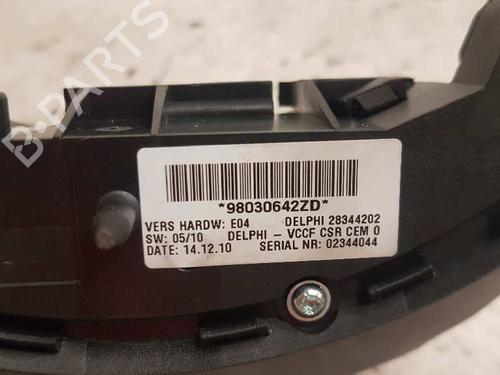 B-PARTS
*98030642ZD*
VERS HARDW: E04 DELPHI 28344202
SW: 05/10 DELPHI - VCCF CSR CEM 0
DATE: 14.12.10 SERIAL NR: 02344044